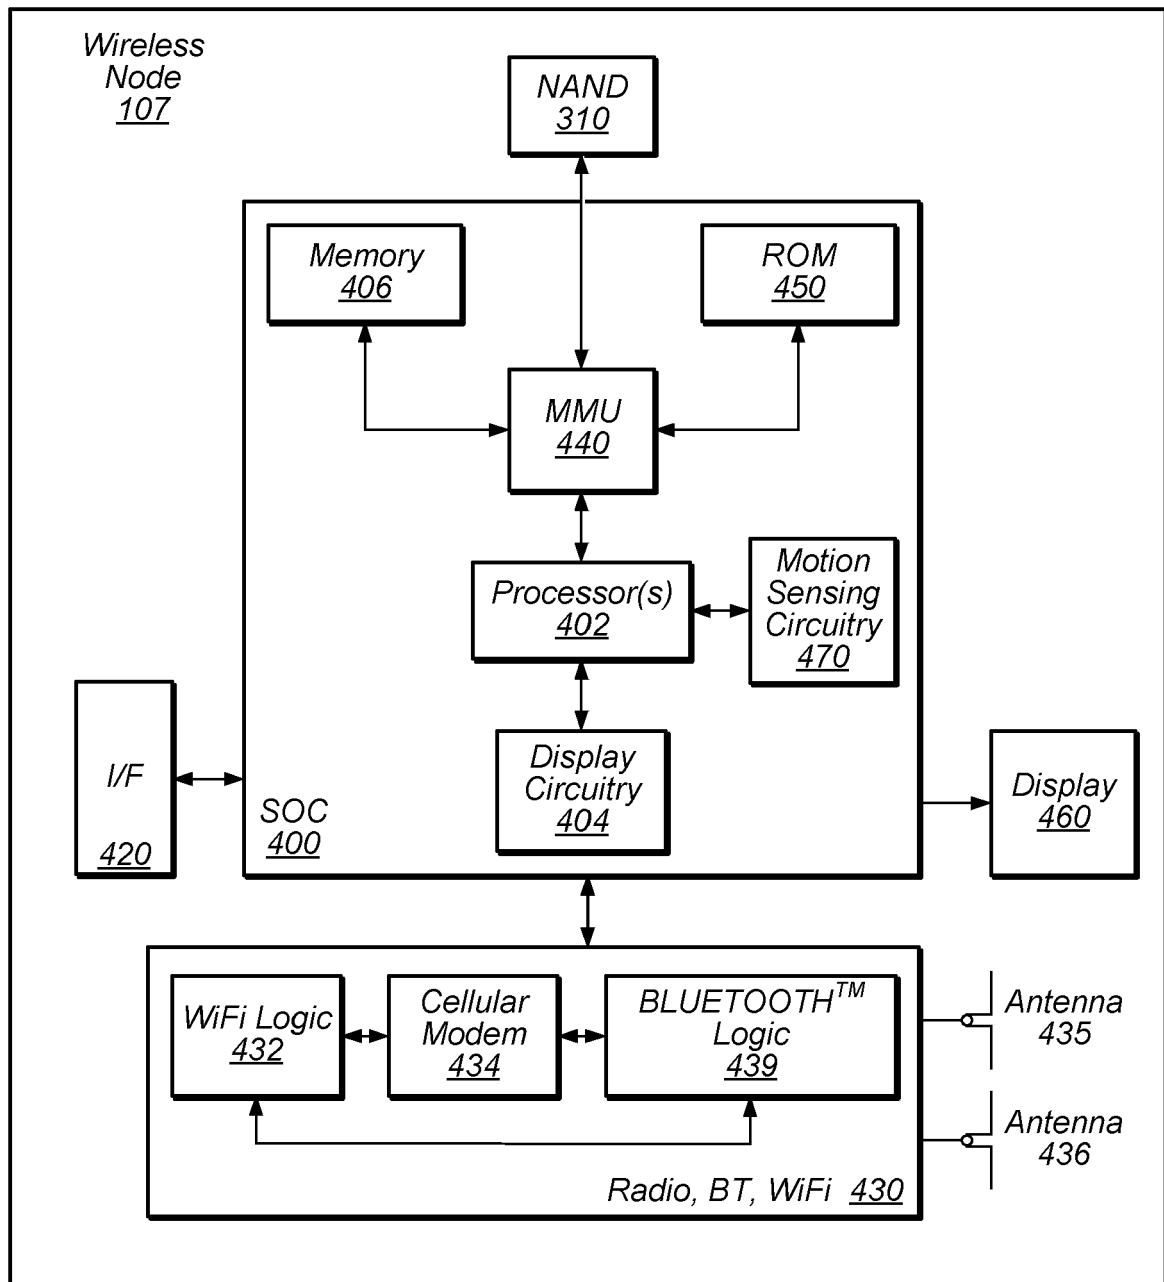 Wireless
Node
107
NAND
310
Memory
406
ROM
450
MMU
440
Processor(s)
402
Motion
Sensing
Circuitry
470
I/F
420
SOC
400
Display
Circuitry
404
Display
460
WiFi Logic
432
Cellular
Modem
434
BLUETOOTH™
Logic
439
Antenna
435
Antenna
436
Radio, BT, WiFi 430